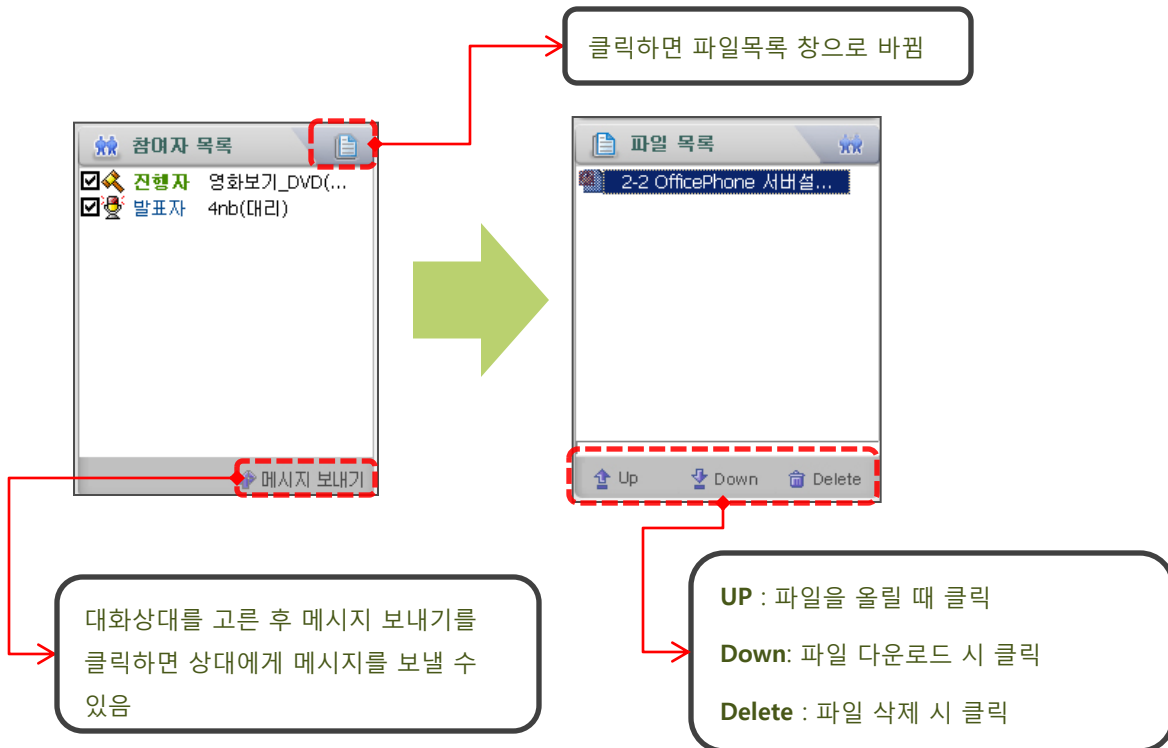 클릭하면 파일목록 창으로 바뀜
참여자 목록
진행자 영화보기_DVD(...
발표자 4nb(대리)
메시지 보내기
파일 목록
2-2 OfficePhone 서버설...
Up Down Delete
대화상대를 고른 후 메시지 보내기를
클릭하면 상대에게 메시지를 보낼 수
있음
UP : 파일을 올릴 때 클릭
Down: 파일 다운로드 시 클릭
Delete : 파일 삭제 시 클릭